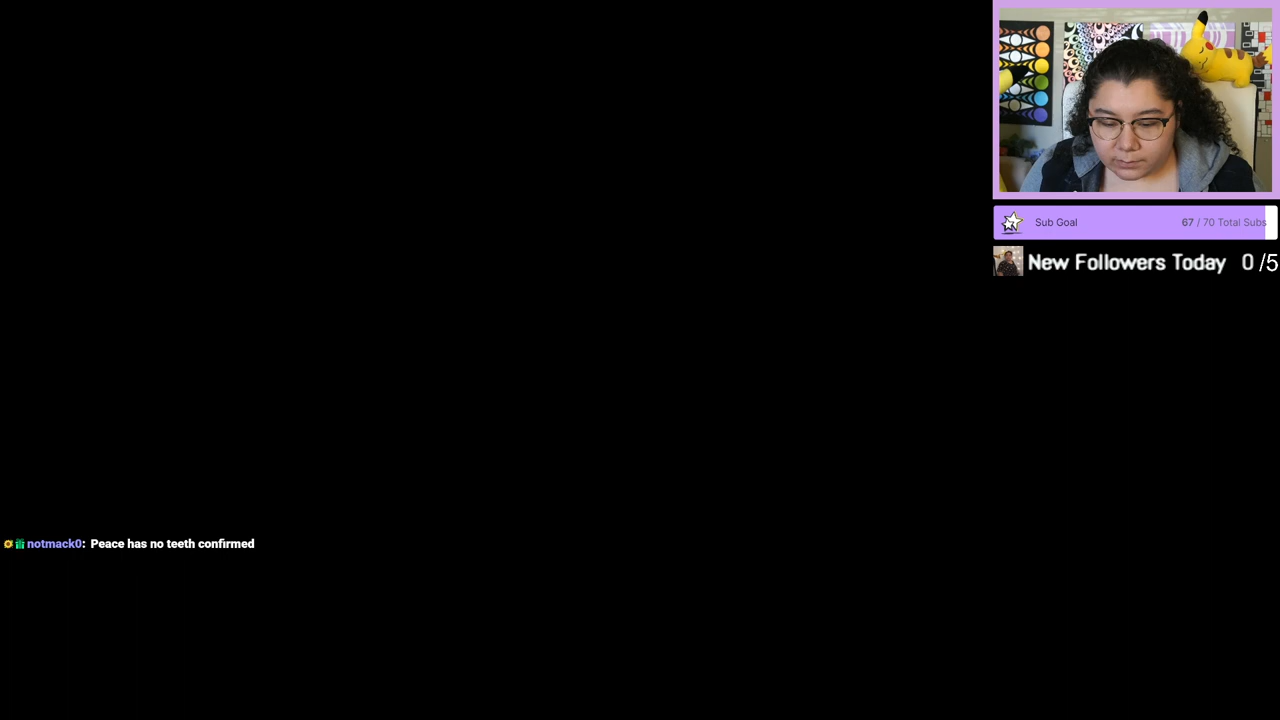 Sub Goal 67 / 70 Total Subs
New Followers Today 0 /5
notmack0: Peace has no teeth confirmed